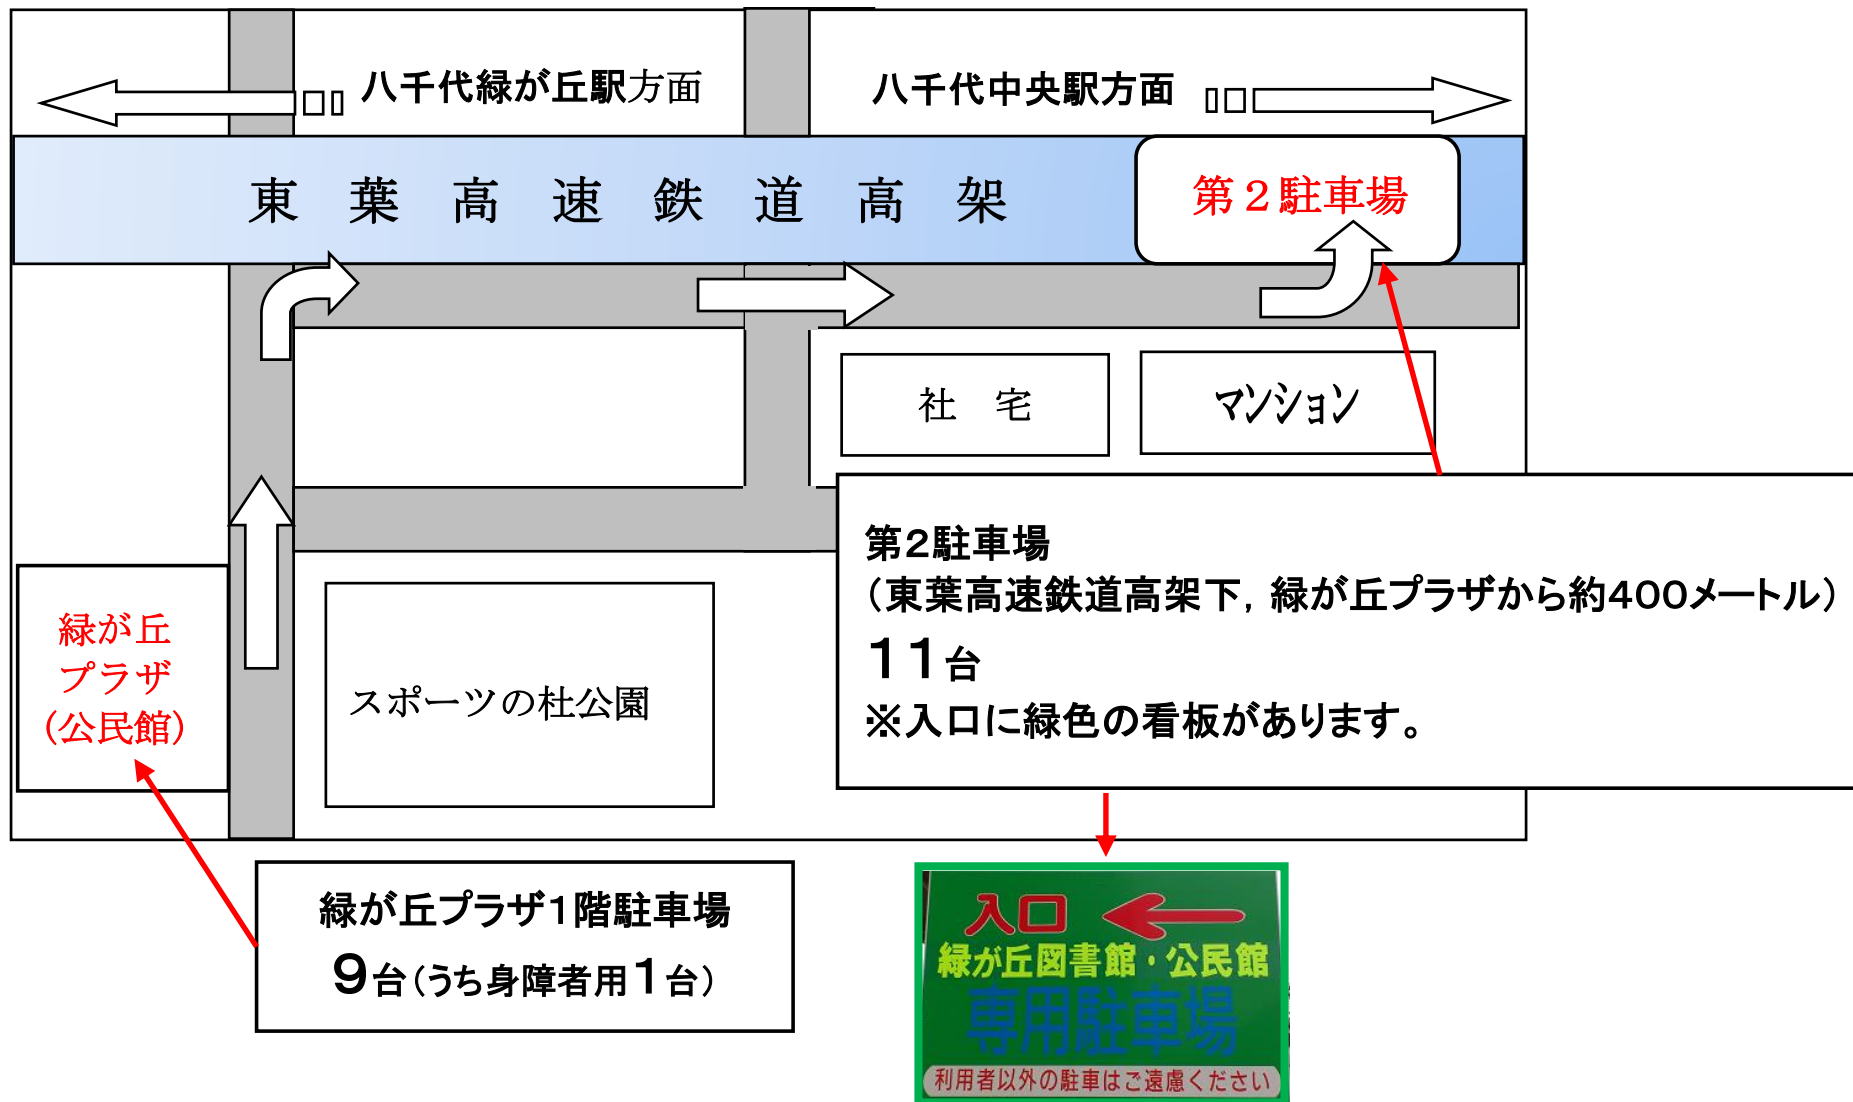 八千代緑が丘駅方面
八千代中央駅方面
東葉高速鉄道高架
第２駐車場
社　宅
マンション
第2駐車場
（東葉高速鉄道高架下，緑が丘プラザから約400メートル）
11台
※入口に緑色の看板があります。
緑が丘
プラザ
(公民館)
スポーツの杜公園
緑が丘プラザ1階駐車場
9台（うち身障者用1台）
入口
緑が丘図書館・公民館
専用駐車場
利用者以外の駐車はご遠慮ください